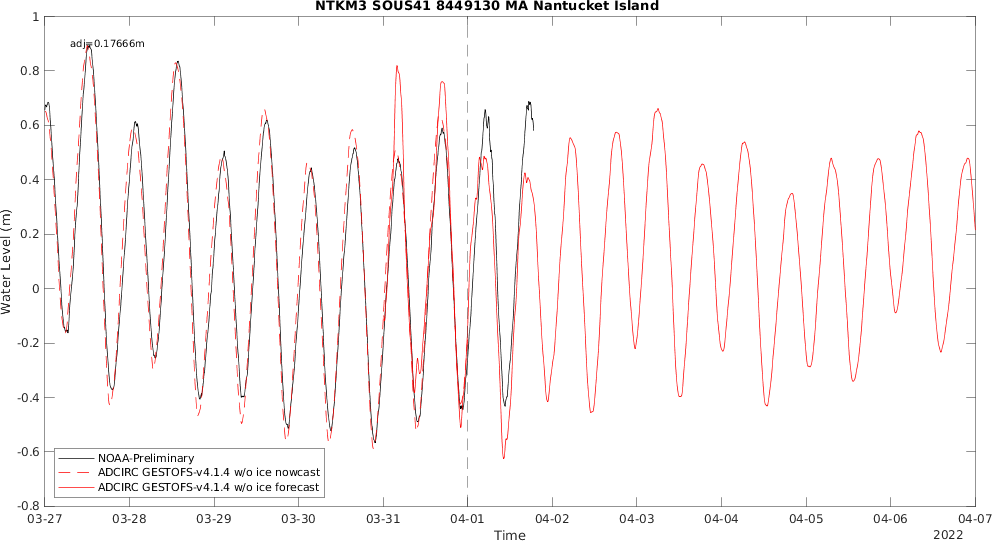 NTKM3 SOUS41 8449130 MA Nantucket Island
adj=0.17666m
1
0.8
0.6
0.4
0.2
0
-0.2
-0.4
-0.6
-0.8
Water Level (m)
NOAA-Preliminary
ADCIRC GESTOFS-v4.1.4 w/o ice nowcast
ADCIRC GESTOFS-v4.1.4 w/o ice forecast
03-27 03-28 03-29 03-30 03-31 04-01 04-02 04-03 04-04 04-05 04-06 04-07
Time
2022